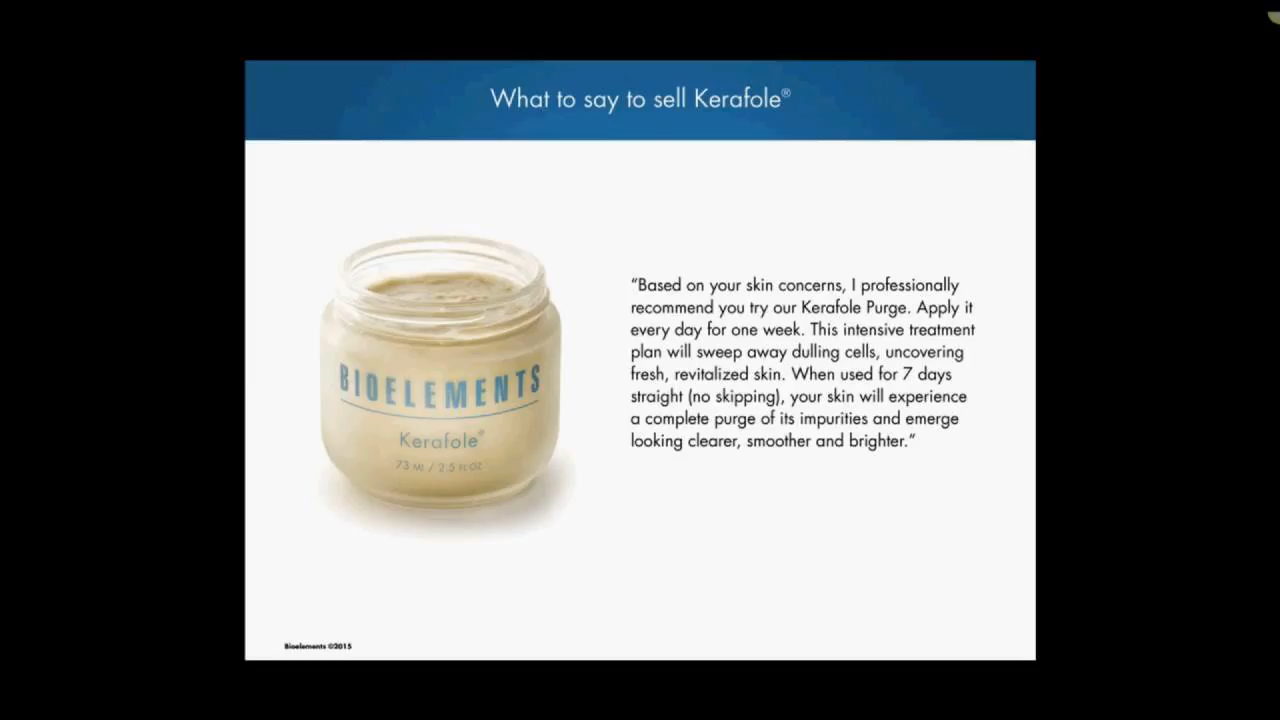 What to say to sell Kerafole®
BIOELEMENTS
Kerafole®
73 ML / 2.5 FL OZ
“Based on your skin concerns, I professionally
recommend you try our Kerafole Purge. Apply it
every day for one week. This intensive treatment
plan will sweep away dulling cells, uncovering
fresh, revitalized skin. When used for 7 days
straight (no skipping), your skin will experience
a complete purge of its impurities and emerge
looking clearer, smoother and brighter.”
Bioelements ©2015